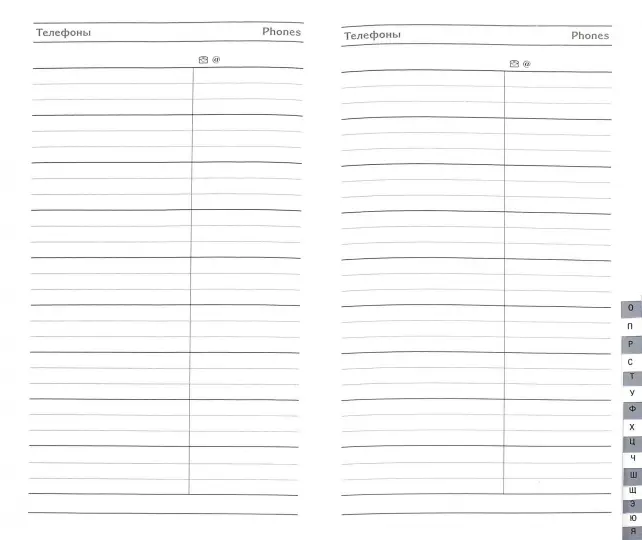 Телефоны Phones
@
Телефоны Phones
@
О
П
Р
С
Т
У
Ф
Х
Ц
Ч
Ш
Щ
Э
Ю
Я